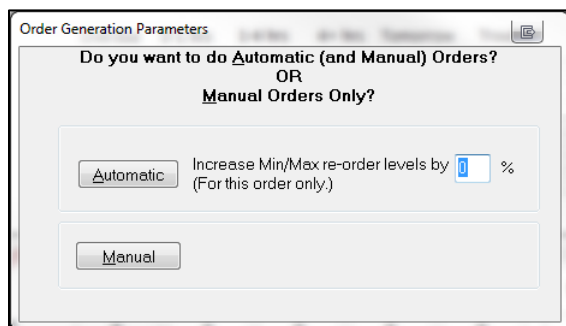 Order Generation Parameters
Do you want to do Automatic (and Manual) Orders?
OR
Manual Orders Only?
Automatic
Increase Min/Max re-order levels by 0 %
(For this order only.)
Manual